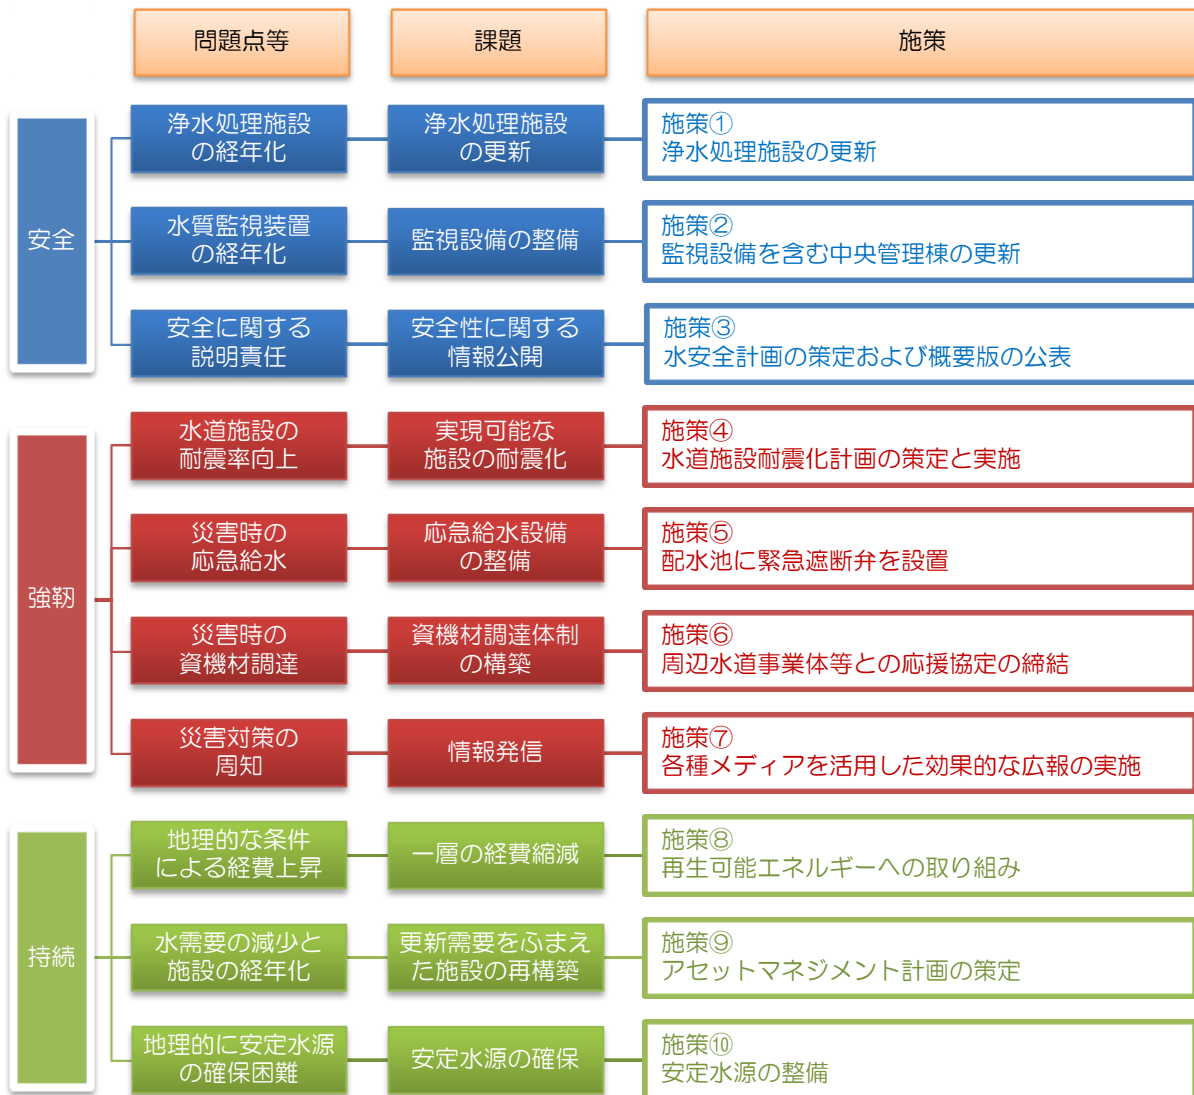 問題点等
課題
施策
安全
浄水処理施設
の経年化
浄水処理施設
の更新
施策①
浄水処理施設の更新
水質監視装置
の経年化
監視設備の整備
施策②
監視設備を含む中央管理棟の更新
安全に関する
説明責任
安全性に関する
情報公開
施策③
水安全計画の策定および概要版の公表
強靭
水道施設の
耐震率向上
実現可能な
施設の耐震化
施策④
水道施設耐震化計画の策定と実施
災害時の
応急給水
応急給水設備
の整備
施策⑤
配水池に緊急遮断弁を設置
災害時の
資機材調達
資機材調達体制
の構築
施策⑥
周辺水道事業体等との応援協定の締結
災害対策の
周知
情報発信
施策⑦
各種メディアを活用した効果的な広報の実施
持続
地理的な条件
による経費上昇
一層の経費縮減
施策⑧
再生可能エネルギーへの取り組み
水需要の減少と
施設の経年化
更新需要をふまえ
た施設の再構築
施策⑨
アセットマネジメント計画の策定
地理的に安定水源
の確保困難
安定水源の確保
施策⑩
安定水源の整備